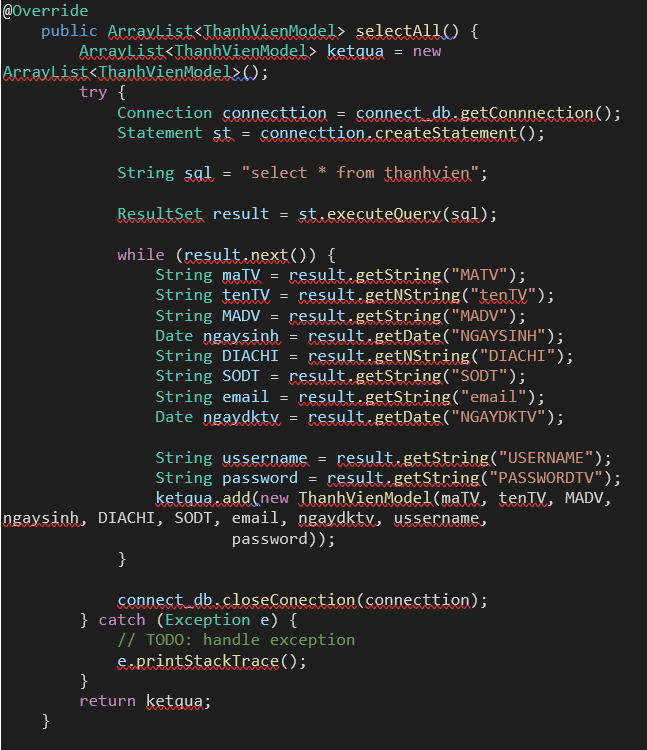 @Override
    public ArrayList<ThanhVienModel> selectAll() {
        ArrayList<ThanhVienModel> ketqua = new
ArrayList<ThanhVienModel>();
        try {
            Connection connecttion = connect_db.getConnnection();
            Statement st = connecttion.createStatement();

            String sql = "select * from thanhvien";

            ResultSet result = st.executeQuery(sql);

            while (result.next()) {
                String maTV = result.getString("MATV");
                String tenTV = result.getNString("tenTV");
                String MADV = result.getString("MADV");
                Date ngaysinh = result.getDate("NGAYSINH");
                String DIACHI = result.getNString("DIACHI");
                String SODT = result.getString("SODT");
                String email = result.getString("email");
                Date ngaydktv = result.getDate("NGAYDKTV");

                String ussername = result.getString("USERNAME");
                String password = result.getString("PASSWORDTV");
                ketqua.add(new ThanhVienModel(maTV, tenTV, MADV,
ngaysinh, DIACHI, SODT, email, ngaydktv, ussername,
                        password));
            }

            connect_db.closeConection(connecttion);
        } catch (Exception e) {
            // TODO: handle exception
            e.printStackTrace();
        }
        return ketqua;
    }